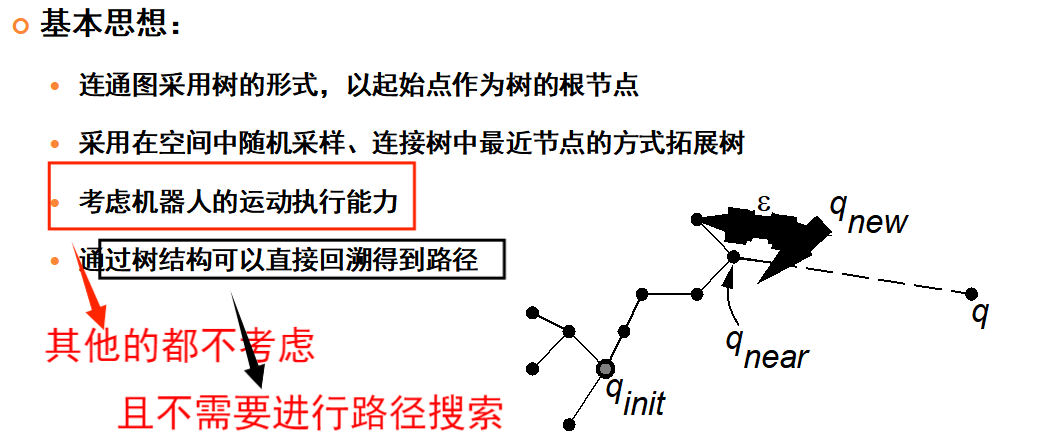 基本思想：
连通图采用树的形式，以起始点作为树的根节点
采用在空间中随机采样、连接树中最近节点的方式拓展树
考虑机器人的运动执行能力
通过树结构可以直接回溯得到路径
其他的都不考虑
且不需要进行路径搜索
ε
q_new
q
q_near
q_init